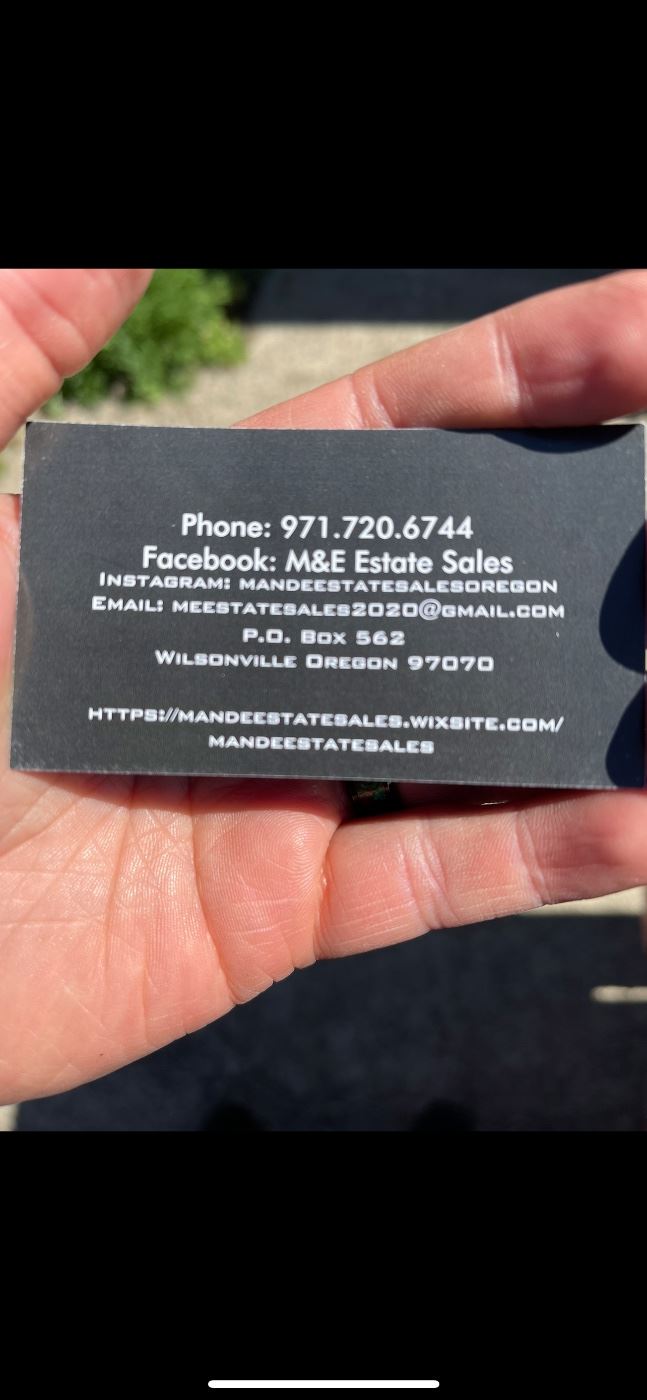 Phone: 971.720.6744
Facebook: M&E Estate Sales
Instagram: mandeestatesalesoregon
Email: meestatesales2020@gmail.com
P.O. Box 562
Wilsonville Oregon 97070
https://mandeestatesales.wixsite.com/
mandeestatesales